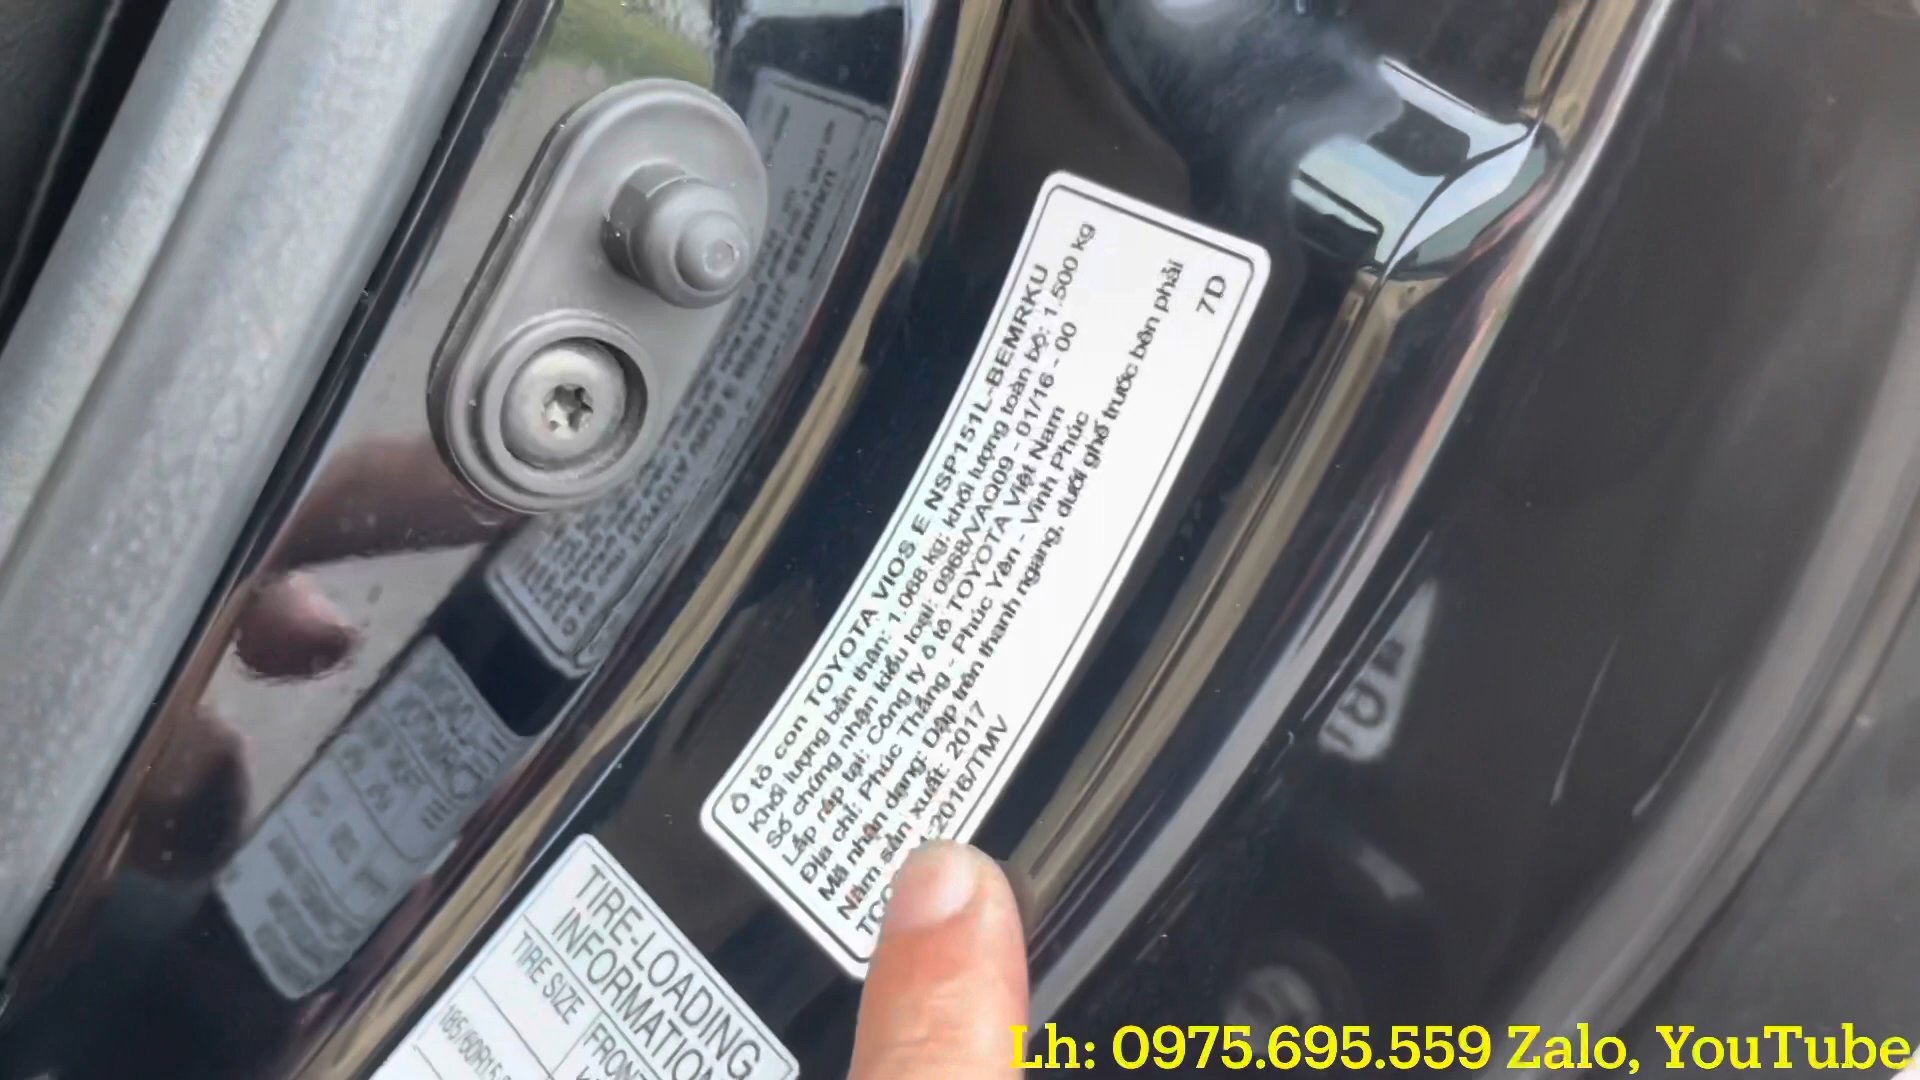 Ô tô con TOYOTA VIOS E NSP151L-BEMRKU
Khối lượng bản thân: 1.068 kg; khối lượng toàn bộ: 1.500 kg
Số chứng nhận kiểu loại: 0968/VAQ09 - 01/16 - 00
Lắp ráp tại: Công ty ô tô TOYOTA Việt Nam
Địa chỉ: Phúc Thắng - Phúc Yên - Vĩnh Phúc
Mã nhận dạng: Dập trên thanh ngang, dưới ghế trước bên phải
Năm sản xuất: 2017
2016/TMV
7D
TIRE-LOADING
INFORMATION
TIRE SIZE
FRONT
185/60R15
Lh: 0975.695.559 Zalo, YouTube